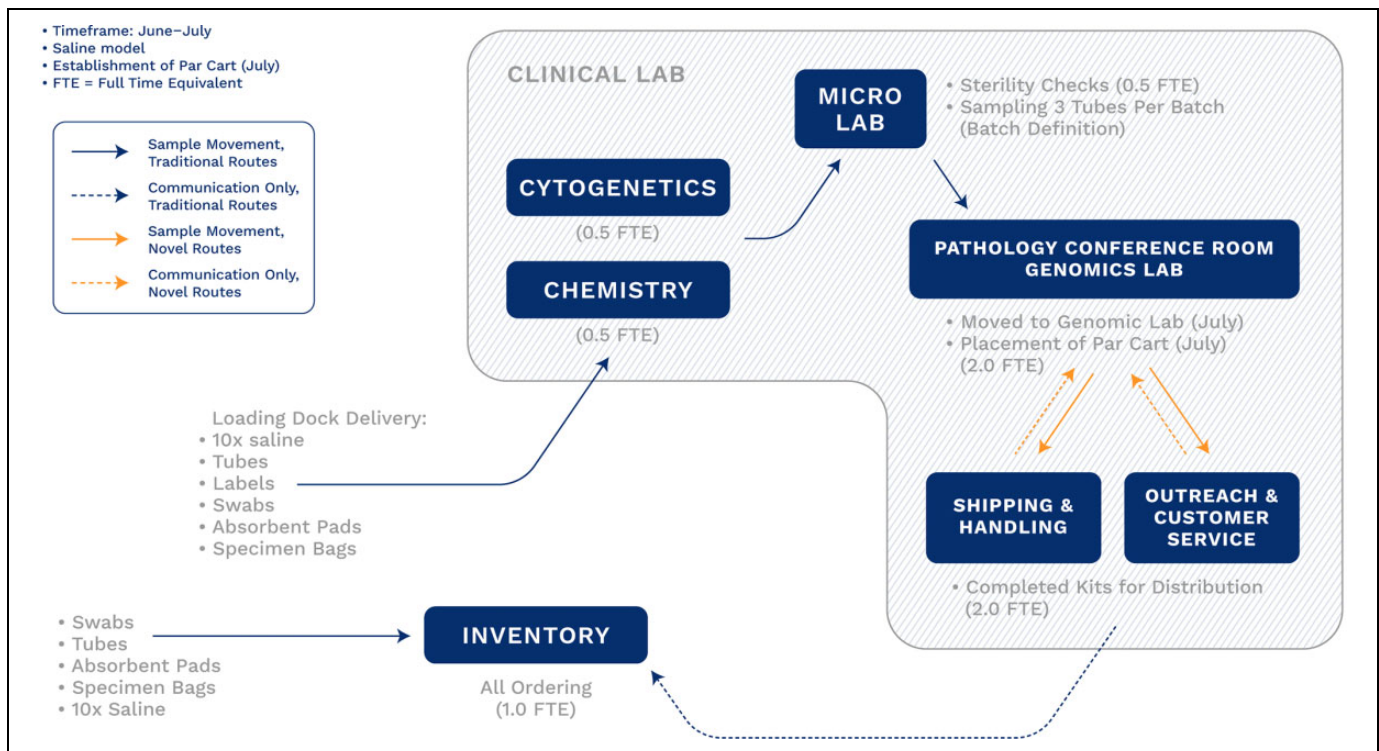 • Timeframe: June–July
• Saline model
• Establishment of Par Cart (July)
• FTE = Full Time Equivalent
Sample Movement,
Traditional Routes
Communication Only,
Traditional Routes
Sample Movement,
Novel Routes
Communication Only,
Novel Routes
CLINICAL LAB
MICRO
LAB
• Sterility Checks (0.5 FTE)
• Sampling 3 Tubes Per Batch
(Batch Definition)
CYTOGENETICS
(0.5 FTE)
CHEMISTRY
(0.5 FTE)
PATHOLOGY CONFERENCE ROOM
GENOMICS LAB
• Moved to Genomic Lab (July)
• Placement of Par Cart (July)
(2.0 FTE)
Loading Dock Delivery:
• 10x saline
• Tubes
• Labels
• Swabs
• Absorbent Pads
• Specimen Bags
SHIPPING &
HANDLING
OUTREACH &
CUSTOMER
SERVICE
• Completed Kits for Distribution
(2.0 FTE)
• Swabs
• Tubes
• Absorbent Pads
• Specimen Bags
• 10x Saline
INVENTORY
All Ordering
(1.0 FTE)